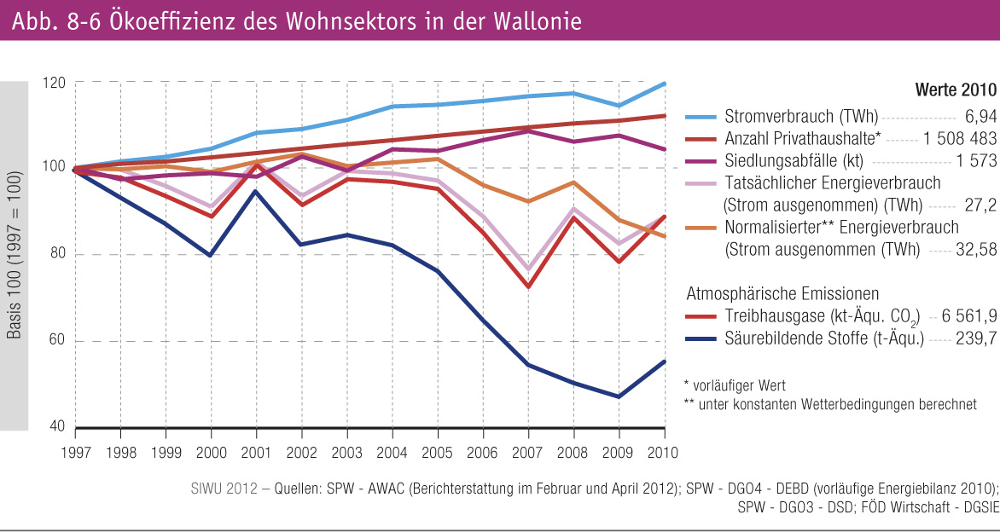 Abb. 8-6 Ökoeffizienz des Wohnsektors in der Wallonie
Basis 100 (1997 = 100)
120
100
80
60
40
1997 1998 1999 2000 2001 2002 2003 2004 2005 2006 2007 2008 2009 2010
Werte 2010
Stromverbrauch (TWh) 6,94
Anzahl Privathaushalte* 1 508 483
Siedlungsabfälle (kt) 1 573
Tatsächlicher Energieverbrauch
(Strom ausgenommen) (TWh) 27,2
Normalisierter** Energieverbrauch
(Strom ausgenommen (TWh) 32,58
Atmosphärische Emissionen
Treibhausgase (kt-Äqu. CO₂) 6 561,9
Säurebildende Stoffe (t-Äqu.) 239,7
* vorläufiger Wert
** unter konstanten Wetterbedingungen berechnet
SIWU 2012 – Quellen: SPW - AWAC (Berichterstattung im Februar und April 2012); SPW - DGO4 - DEBD (vorläufige Energiebilanz 2010);
SPW - DGO3 - DSD; FÖD Wirtschaft - DGSIE